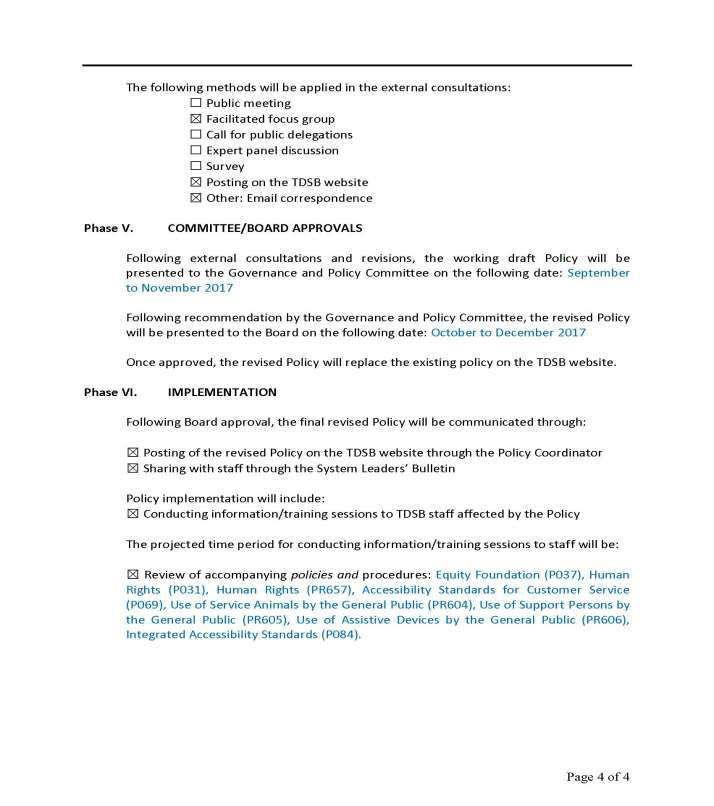 The following methods will be applied in the external consultations:
☐ Public meeting
☒ Facilitated focus group
☐ Call for public delegations
☐ Expert panel discussion
☐ Survey
☒ Posting on the TDSB website
☒ Other: Email correspondence
Phase V. COMMITTEE/BOARD APPROVALS
Following external consultations and revisions, the working draft Policy will be
presented to the Governance and Policy Committee on the following date: September
to November 2017
Following recommendation by the Governance and Policy Committee, the revised Policy
will be presented to the Board on the following date: October to December 2017
Once approved, the revised Policy will replace the existing policy on the TDSB website.
Phase VI. IMPLEMENTATION
Following Board approval, the final revised Policy will be communicated through:
☒ Posting of the revised Policy on the TDSB website through the Policy Coordinator
☒ Sharing with staff through the System Leaders’ Bulletin
Policy implementation will include:
☒ Conducting information/training sessions to TDSB staff affected by the Policy
The projected time period for conducting information/training sessions to staff will be:
☒ Review of accompanying policies and procedures: Equity Foundation (P037), Human
Rights (P031), Human Rights (PR657), Accessibility Standards for Customer Service
(P069), Use of Service Animals by the General Public (PR604), Use of Support Persons by
the General Public (PR605), Use of Assistive Devices by the General Public (PR606),
Integrated Accessibility Standards (P084).
Page 4 of 4